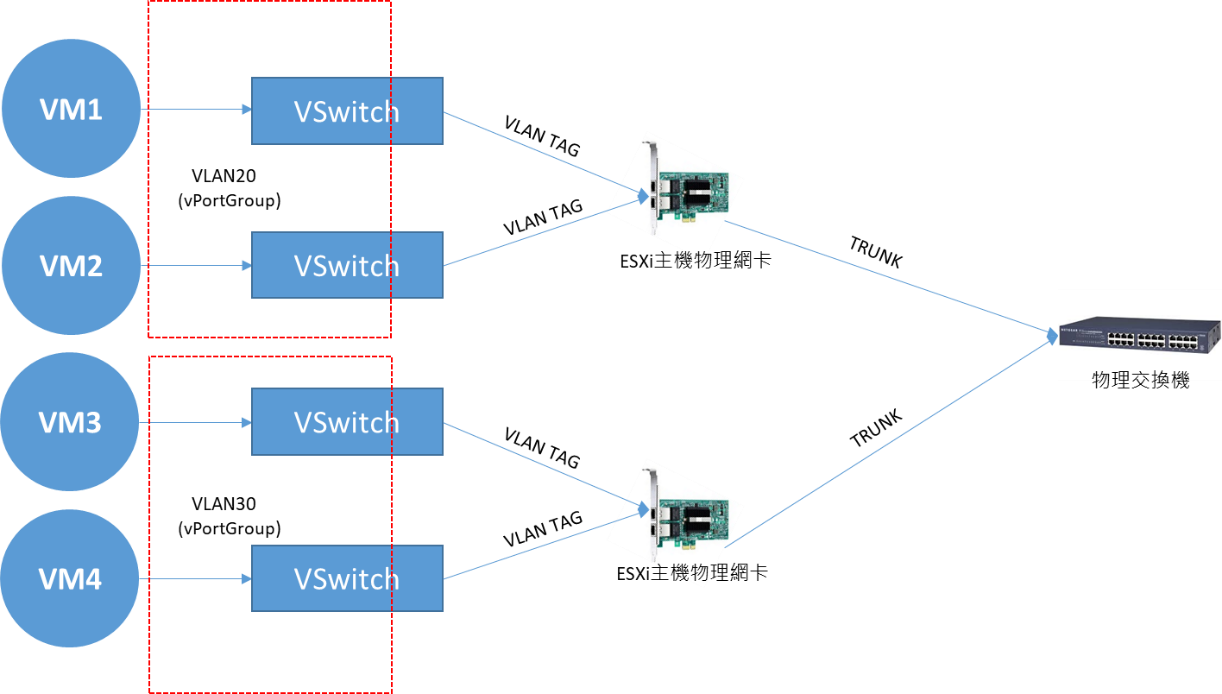 VM1
VSwitch
VLAN TAG
VLAN20
(vPortGroup)
VM2
VSwitch
VLAN TAG
ESXi主機物理網卡
TRUNK
物理交換機
VM3
VSwitch
VLAN TAG
TRUNK
VLAN30
(vPortGroup)
VM4
VSwitch
VLAN TAG
ESXi主機物理網卡